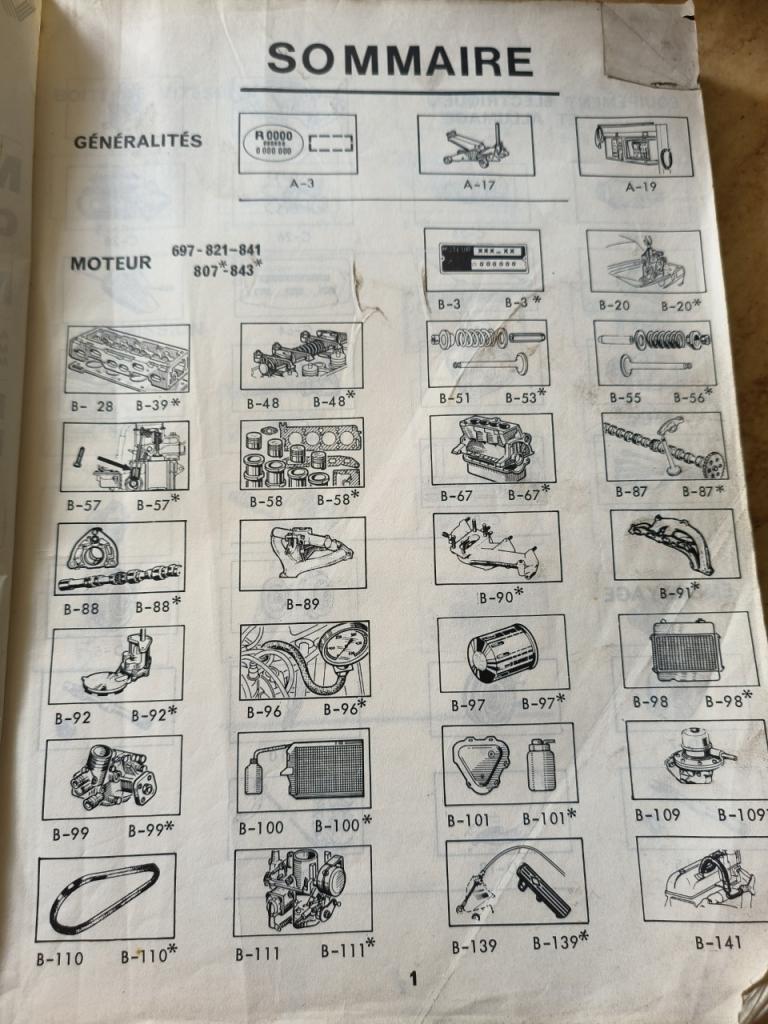 SOMMAIRE
GÉNÉRALITÉS
R 0000
0 000 000
A-3 A-17 A-19
MOTEUR 697-821-841
807*-843*
B-3 B-3* B-20 B-20*
B- 28 B-39* B-48 B-48* B-51 B-53* B-55 B-56*
B-57 B-57* B-58 B-58* B-67 B-67* B-87 B-87*
B-88 B-88* B-89 B-90* B-91*
B-92 B-92* B-96 B-96* B-97 B-97* B-98 B-98*
B-99 B-99* B-100 B-100* B-101 B-101* B-109 B-109*
B-110 B-110* B-111 B-111* B-139 B-139* B-141
1